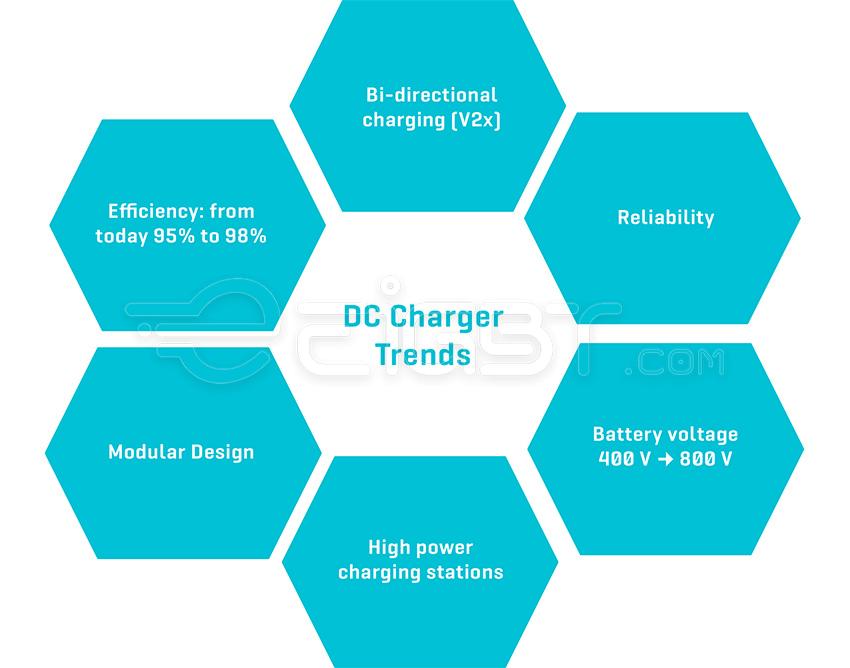 Bi-directional
charging (V2x)
Reliability
Efficiency: from
today 95% to 98%
DC Charger
Trends
Battery voltage
400 V → 800 V
Modular Design
High power
charging stations
.com